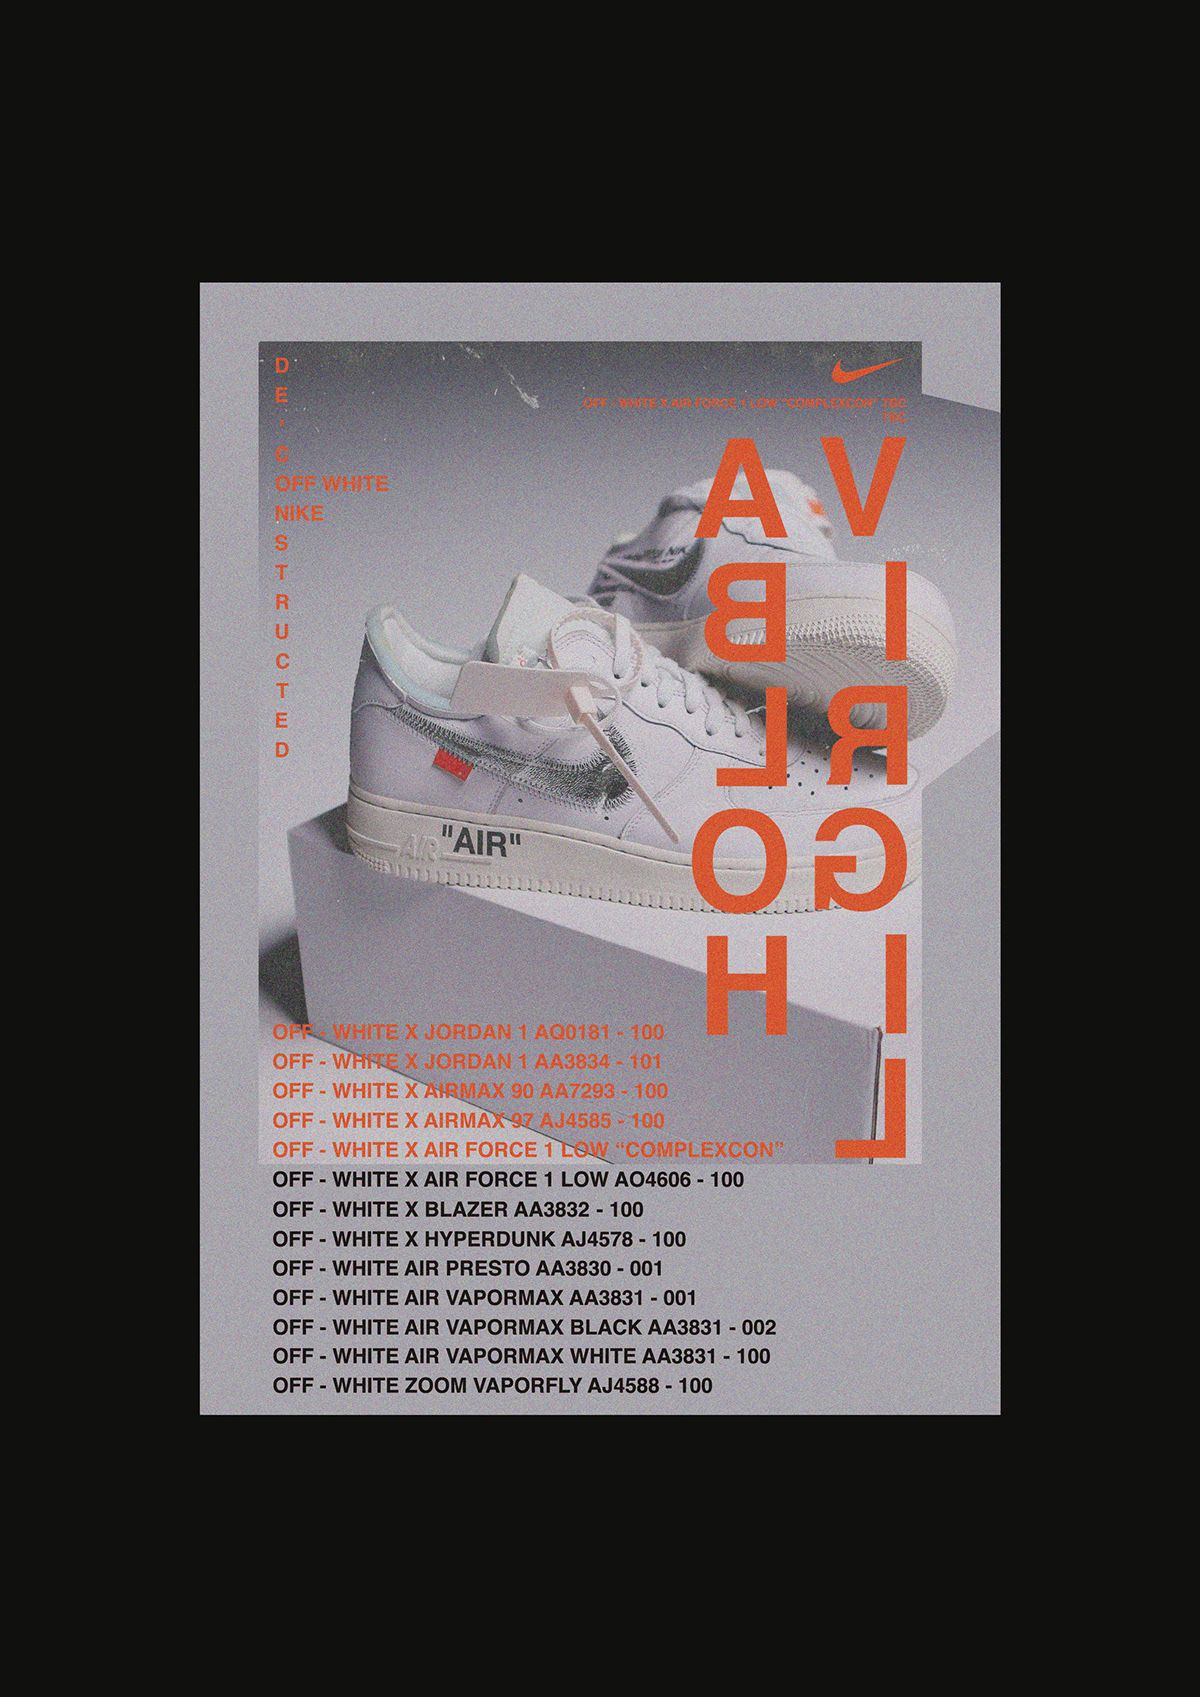 D
E
'
C
OFF WHITE
NIKE
S
T
R
U
C
T
E
D
OFF - WHITE X AIR FORCE 1 LOW "COMPLEXCON" TGC
VIRGIL
ABLOH
"AIR"
AIR
OFF - WHITE X JORDAN 1 AQ0181 - 100
OFF - WHITE X JORDAN 1 AA3834 - 101
OFF - WHITE X AIRMAX 90 AA7293 - 100
OFF - WHITE X AIRMAX 97 AJ4585 - 100
OFF - WHITE X AIR FORCE 1 LOW “COMPLEXCON”
OFF - WHITE X AIR FORCE 1 LOW AO4606 - 100
OFF - WHITE X BLAZER AA3832 - 100
OFF - WHITE X HYPERDUNK AJ4578 - 100
OFF - WHITE AIR PRESTO AA3830 - 001
OFF - WHITE AIR VAPORMAX AA3831 - 001
OFF - WHITE AIR VAPORMAX BLACK AA3831 - 002
OFF - WHITE AIR VAPORMAX WHITE AA3831 - 100
OFF - WHITE ZOOM VAPORFLY AJ4588 - 100